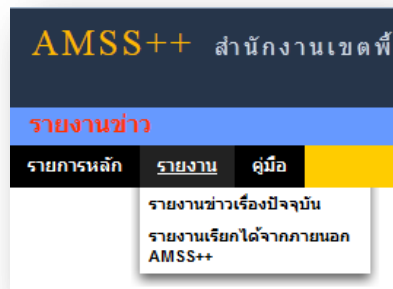 AMSS++ สำนักงานเขตพื้
รายงานข่าว
รายการหลัก รายงาน คู่มือ
รายงานข่าวเรื่องปัจจุบัน
รายงานเรียกได้จากภายนอก
AMSS++